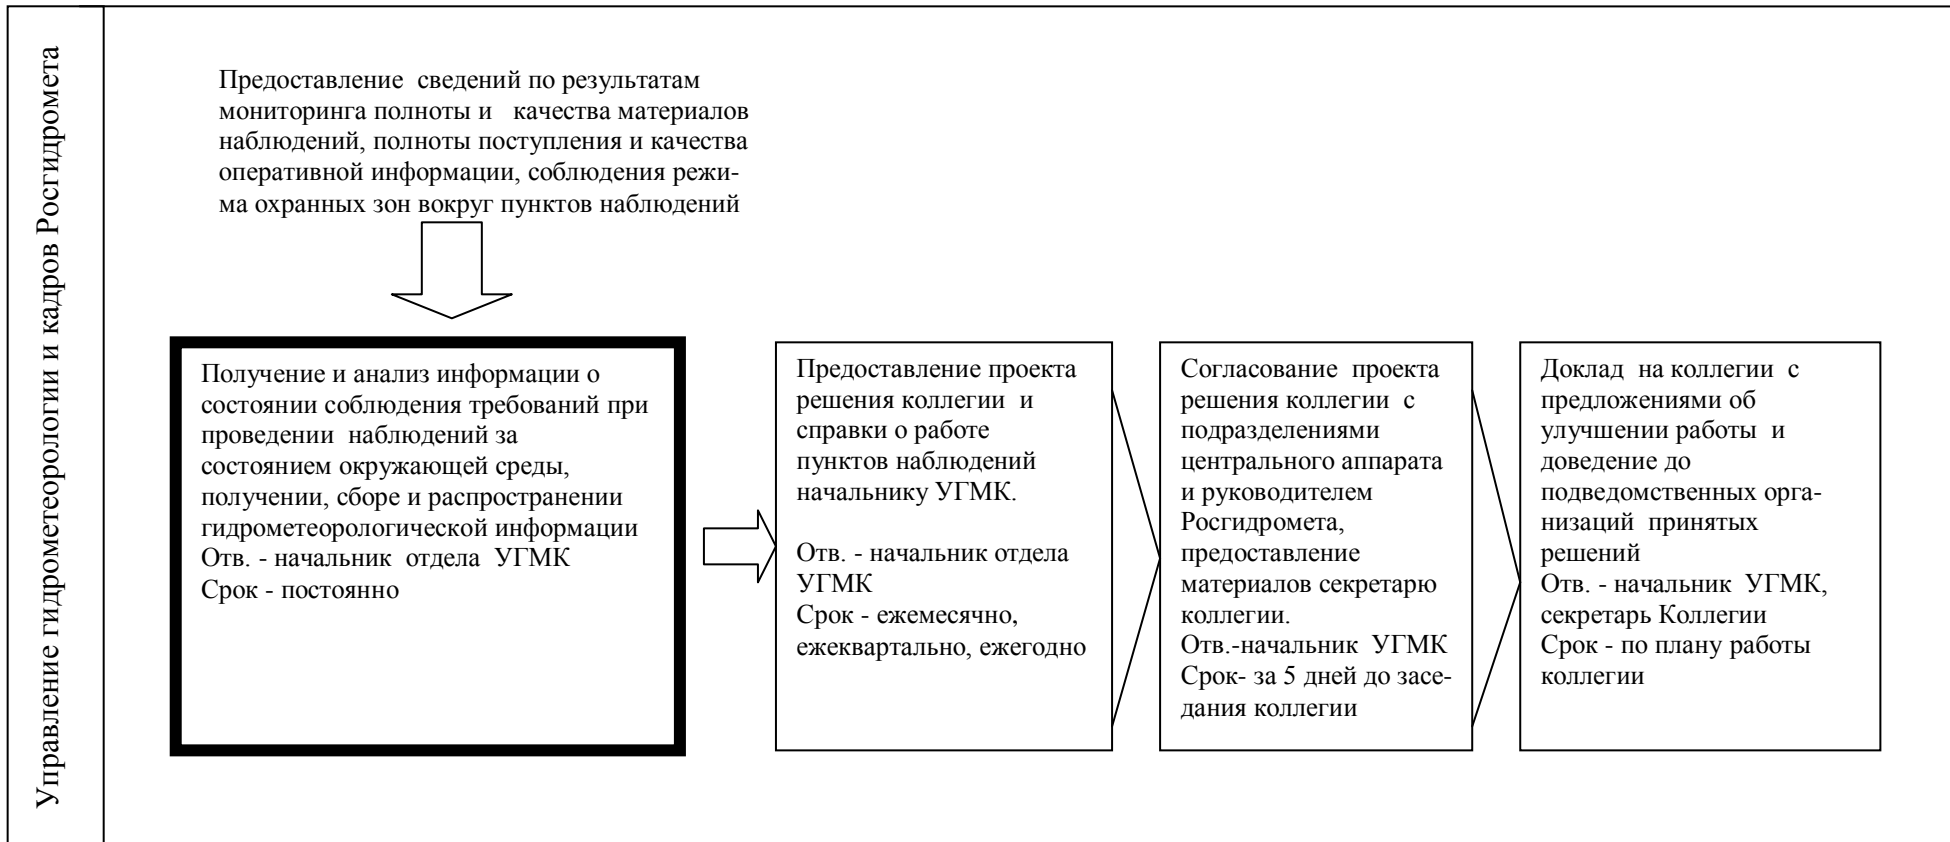 Управление гидрометеорологии и кадров Росгидромета
Предоставление сведений по результатам
мониторинга полноты и качества материалов
наблюдений, полноты поступления и качества
оперативной информации, соблюдения режи-
ма охранных зон вокруг пунктов наблюдений
Получение и анализ информации о
состоянии соблюдения требований при
проведении наблюдений за
состоянием окружающей среды,
получении, сборе и распространении
гидрометеорологической информации
Отв. - начальник отдела УГМК
Срок - постоянно
Предоставление проекта
решения коллегии и
справки о работе
пунктов наблюдений
начальнику УГМК.
Отв. - начальник отдела
УГМК
Срок - ежемесячно,
ежеквартально, ежегодно
Согласование проекта
решения коллегии с
подразделениями
центрального аппарата
и руководителем
Росгидромета,
предоставление
материалов секретарю
коллегии.
Отв.-начальник УГМК
Срок- за 5 дней до засе-
дания коллегии
Доклад на коллегии с
предложениями об
улучшении работы и
доведение до
подведомственных орга-
низаций принятых
решений
Отв. - начальник УГМК,
секретарь Коллегии
Срок - по плану работы
коллегии